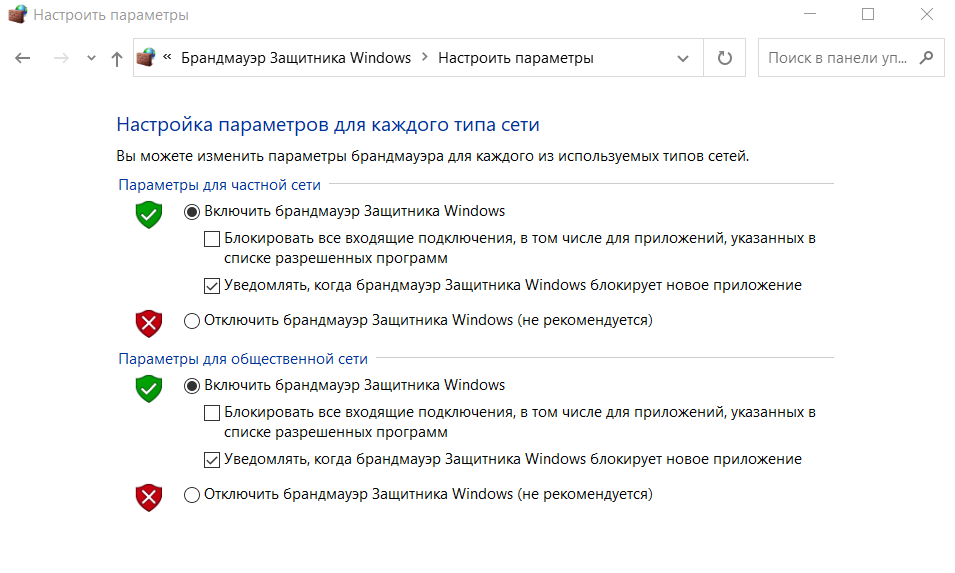 Настроить параметры
« Брандмауэр Защитника Windows > Настроить параметры
Поиск в панели уп...
Настройка параметров для каждого типа сети
Вы можете изменить параметры брандмауэра для каждого из используемых типов сетей.
Параметры для частной сети
Включить брандмауэр Защитника Windows
Блокировать все входящие подключения, в том числе для приложений, указанных в
списке разрешенных программ
Уведомлять, когда брандмауэр Защитника Windows блокирует новое приложение
Отключить брандмауэр Защитника Windows (не рекомендуется)
Параметры для общественной сети
Включить брандмауэр Защитника Windows
Блокировать все входящие подключения, в том числе для приложений, указанных в
списке разрешенных программ
Уведомлять, когда брандмауэр Защитника Windows блокирует новое приложение
Отключить брандмауэр Защитника Windows (не рекомендуется)